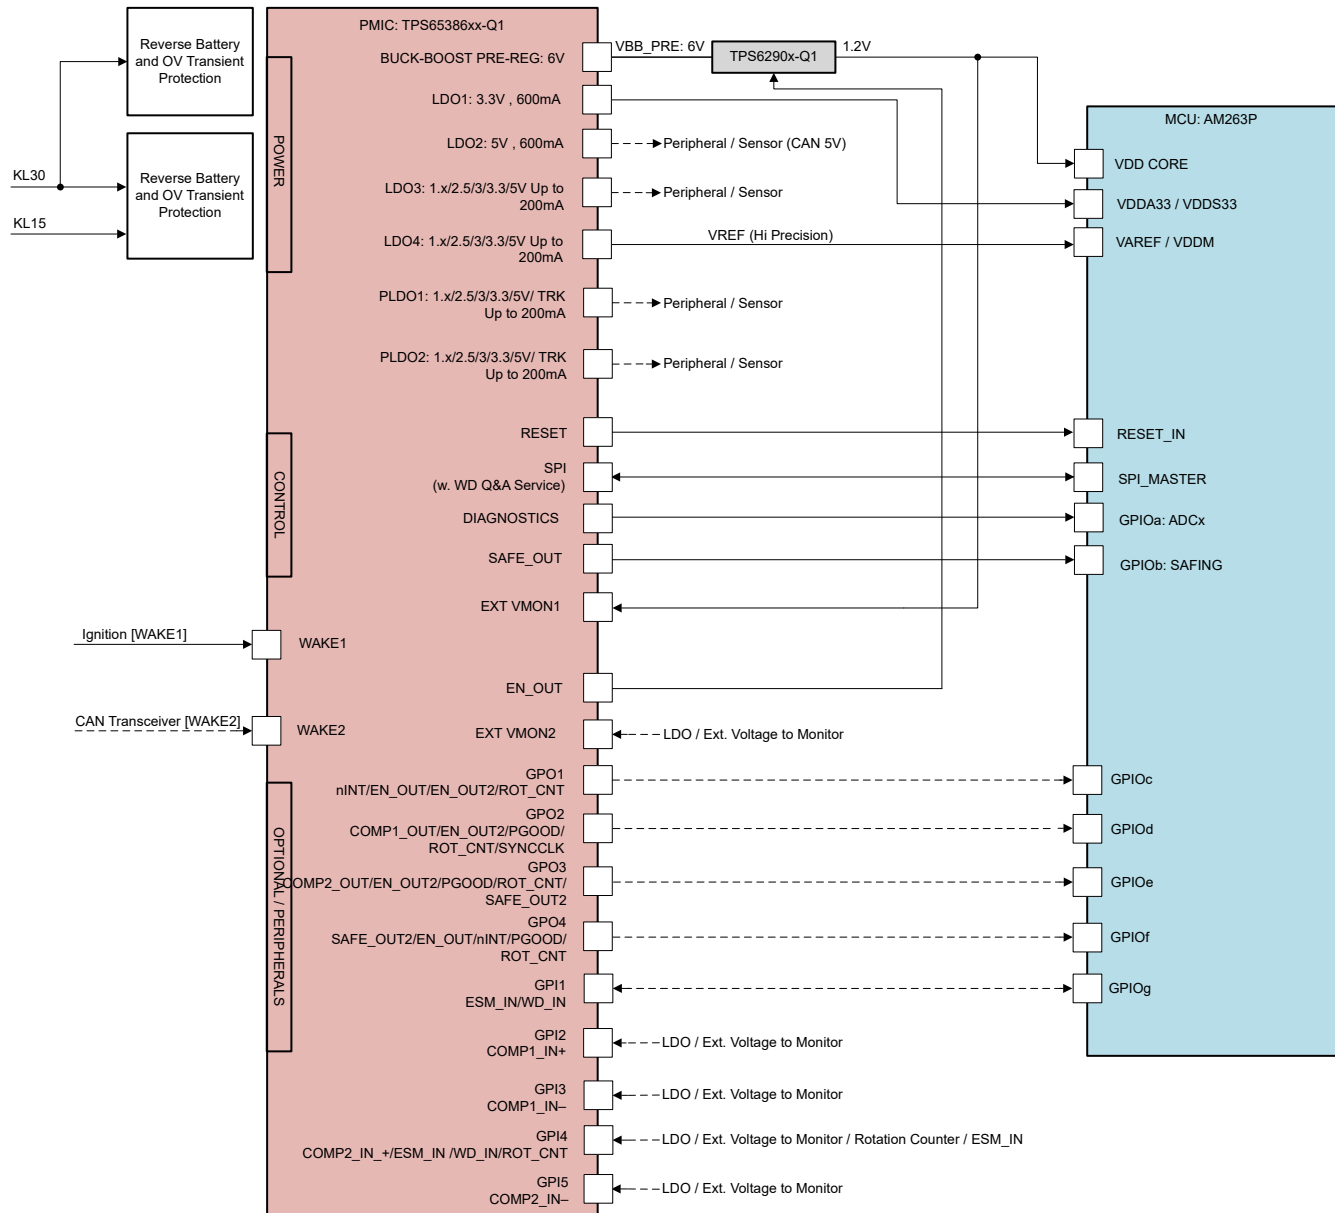 Reverse Battery
and OV Transient
Protection
Reverse Battery
and OV Transient
Protection
KL30
KL15
PMIC: TPS65386xx-Q1
POWER
BUCK-BOOST PRE-REG: 6V
VBB_PRE: 6V
TPS6290x-Q1
1.2V
LDO1: 3.3V , 600mA
LDO2: 5V , 600mA
Peripheral / Sensor (CAN 5V)
LDO3: 1.x/2.5/3/3.3/5V Up to
200mA
Peripheral / Sensor
LDO4: 1.x/2.5/3/3.3/5V Up to
200mA
VREF (Hi Precision)
PLDO1: 1.x/2.5/3/3.3/5V/ TRK
Up to 200mA
Peripheral / Sensor
PLDO2: 1.x/2.5/3/3.3/5V/ TRK
Up to 200mA
Peripheral / Sensor
MCU: AM263P
VDD CORE
VDDA33 / VDDS33
VAREF / VDDM
CONTROL
RESET
RESET_IN
SPI
(w. WD Q&A Service)
SPI_MASTER
DIAGNOSTICS
GPIOa: ADCx
SAFE_OUT
GPIOb: SAFING
EXT VMON1
Ignition [WAKE1]
WAKE1
EN_OUT
CAN Transceiver [WAKE2]
WAKE2
EXT VMON2
LDO / Ext. Voltage to Monitor
OPTIONAL / PERIPHERALS
GPO1
nINT/EN_OUT/EN_OUT2/ROT_CNT
GPIOc
GPO2
COMP1_OUT/EN_OUT2/PGOOD/
ROT_CNT/SYNCCLK
GPIOd
GPO3
COMP2_OUT/EN_OUT2/PGOOD/ROT_CNT/
SAFE_OUT2
GPIOe
GPO4
SAFE_OUT2/EN_OUT/nINT/PGOOD/
ROT_CNT
GPIOf
GPI1
ESM_IN/WD_IN
GPIOg
GPI2
COMP1_IN+
LDO / Ext. Voltage to Monitor
GPI3
COMP1_IN–
LDO / Ext. Voltage to Monitor
GPI4
COMP2_IN_+/ESM_IN /WD_IN/ROT_CNT
LDO / Ext. Voltage to Monitor / Rotation Counter / ESM_IN
GPI5
COMP2_IN–
LDO / Ext. Voltage to Monitor